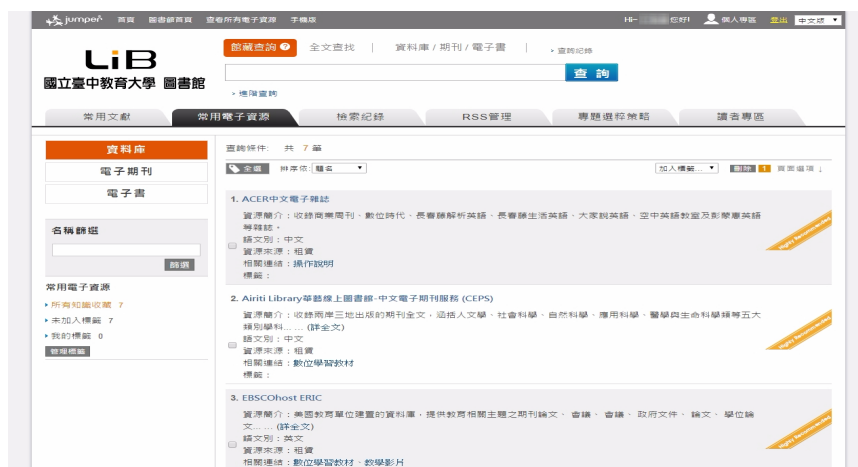 jumper 首頁 圖書館首頁 查看所有電子資源 手機版 Hi- 您好! 個人專區 登出 中文版
LiB
國立臺中教育大學 圖書館
館藏查詢 ? 全文查找 | 資料庫/期刊/電子書 | > 查詢紀錄
查 詢
> 進階查詢
常用文獻 常用電子資源 檢索紀錄 RSS管理 專題選粹策略 讀者專區
資料庫
電子期刊
電子書
名稱篩選
篩選
常用電子資源
所有知識收藏 7
未加入標籤 7
我的標籤 0
管理標籤
查詢條件: 共 7 筆
全選 排序依: 題名 加入標籤... 刪除 1 頁面選項 ↓
1. ACER中文電子雜誌
資源簡介:收錄商業周刊、數位時代、長春藤解析英語、長春藤生活英語、大家說英語、空中英語教室及彭蒙惠英語
等雜誌。
語文別:中文
資源來源:租賃
相關連結:操作說明
標籤:
Highly Recommended
2. Airiti Library華藝線上圖書館-中文電子期刊服務 (CEPS)
資源簡介:收錄兩岸三地出版的期刊全文,涵括人文學、社會科學、自然科學、應用科學、醫學與生命科學類等五大
類別學科... ... (詳全文)
語文別:中文
資源來源:租賃
相關連結:數位學習教材
標籤:
Highly Recommended
3. EBSCOhost ERIC
資源簡介:美國教育單位建置的資料庫,提供教育相關主題之期刊論文、 會議、 會議、 政府文件、 論文、 學位論
文... ... (詳全文)
語文別:英文
資源來源:租賃
相關連結:數位學習教材、教學影片
Highly Recommended